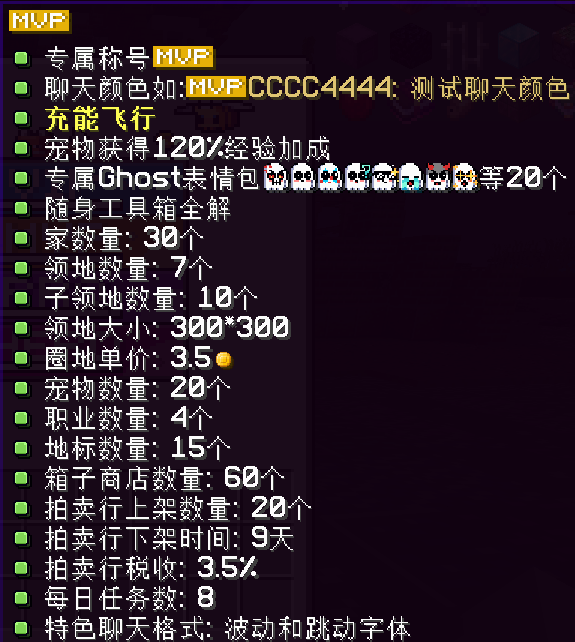 MVP
专属称号MVP
聊天颜色如:MVPCCCC4444: 测试聊天颜色
充能飞行
宠物获得120%经验加成
专属Ghost表情包等20个
随身工具箱全解
家数量: 30个
领地数量: 7个
子领地数量: 10个
领地大小: 300*300
圈地单价: 3.5
宠物数量: 20个
职业数量: 4个
地标数量: 15个
箱子商店数量: 60个
拍卖行上架数量: 20个
拍卖行下架时间: 9天
拍卖行税收: 3.5%
每日任务数: 8
特色聊天格式: 波动和跳动字体